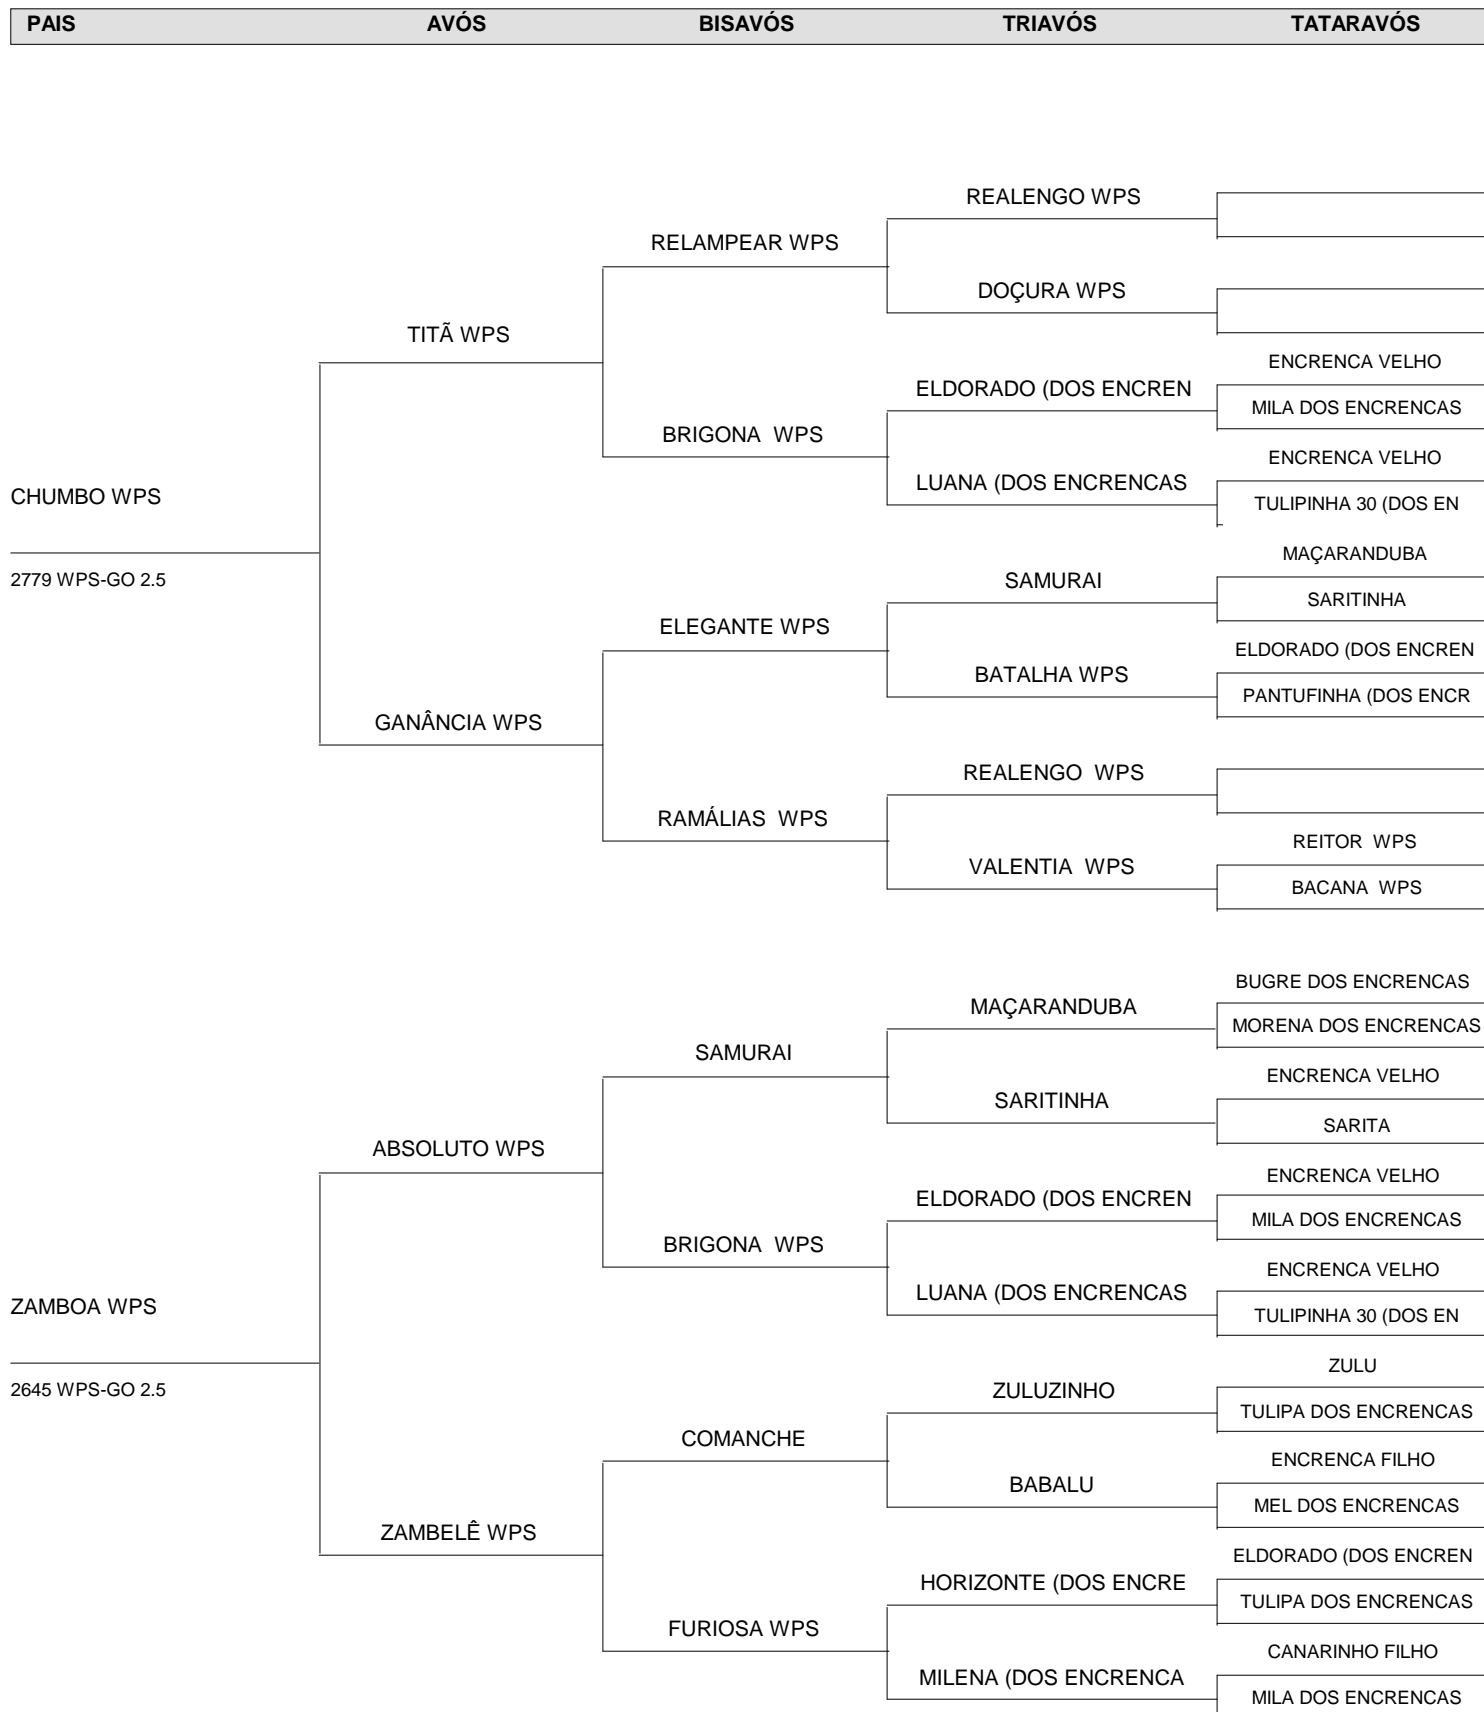 PAIS AVÓS BISAVÓS TRIAVÓS TATARAVÓS
REALENGO WPS
RELAMPEAR WPS
DOÇURA WPS
TITÃ WPS
ENCRENCA VELHO
ELDORADO (DOS ENCREN
MILA DOS ENCRENCAS
BRIGONA WPS
ENCRENCA VELHO
LUANA (DOS ENCRENCAS
CHUMBO WPS
TULIPINHA 30 (DOS EN
MAÇARANDUBA
2779 WPS-GO 2.5
SAMURAI
SARITINHA
ELEGANTE WPS
ELDORADO (DOS ENCREN
BATALHA WPS
PANTUFINHA (DOS ENCR
GANÂNCIA WPS
REALENGO WPS
RAMÁLIAS WPS
REITOR WPS
VALENTIA WPS
BACANA WPS
BUGRE DOS ENCRENCAS
MAÇARANDUBA
MORENA DOS ENCRENCAS
SAMURAI
ENCRENCA VELHO
SARITINHA
SARITA
ABSOLUTO WPS
ENCRENCA VELHO
ELDORADO (DOS ENCREN
MILA DOS ENCRENCAS
BRIGONA WPS
ENCRENCA VELHO
LUANA (DOS ENCRENCAS
ZAMBOA WPS
TULIPINHA 30 (DOS EN
ZULU
2645 WPS-GO 2.5
ZULUZINHO
TULIPA DOS ENCRENCAS
COMANCHE
ENCRENCA FILHO
BABALU
MEL DOS ENCRENCAS
ZAMBELÊ WPS
ELDORADO (DOS ENCREN
HORIZONTE (DOS ENCRE
TULIPA DOS ENCRENCAS
FURIOSA WPS
CANARINHO FILHO
MILENA (DOS ENCRENCA
MILA DOS ENCRENCAS